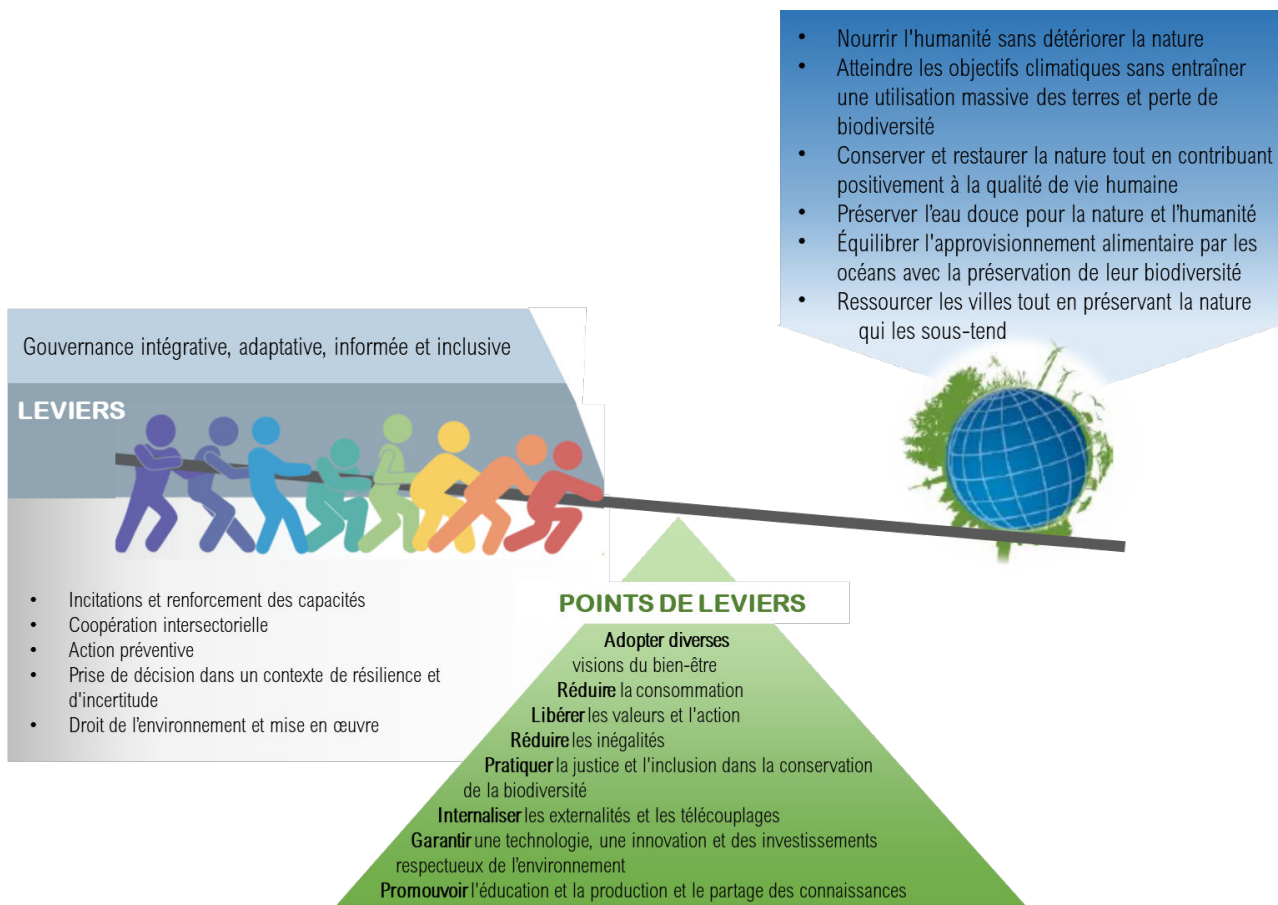 • Nourrir l'humanité sans détériorer la nature
• Atteindre les objectifs climatiques sans entraîner
une utilisation massive des terres et perte de
biodiversité
• Conserver et restaurer la nature tout en contribuant
positivement à la qualité de vie humaine
• Préserver l’eau douce pour la nature et l’humanité
• Équilibrer l'approvisionnement alimentaire par les
océans avec la préservation de leur biodiversité
• Ressourcer les villes tout en préservant la nature
qui les sous-tend
Gouvernance intégrative, adaptative, informée et inclusive
LEVIERS
• Incitations et renforcement des capacités
• Coopération intersectorielle
• Action préventive
• Prise de décision dans un contexte de résilience et
d'incertitude
• Droit de l’environnement et mise en œuvre
POINTS DE LEVIERS
Adopter diverses
visions du bien-être
Réduire la consommation
Libérer les valeurs et l'action
Réduire les inégalités
Pratiquer la justice et l'inclusion dans la conservation
de la biodiversité
Internaliser les externalités et les télécouplages
Garantir une technologie, une innovation et des investissements
respectueux de l’environnement
Promouvoir l'éducation et la production et le partage des connaissances